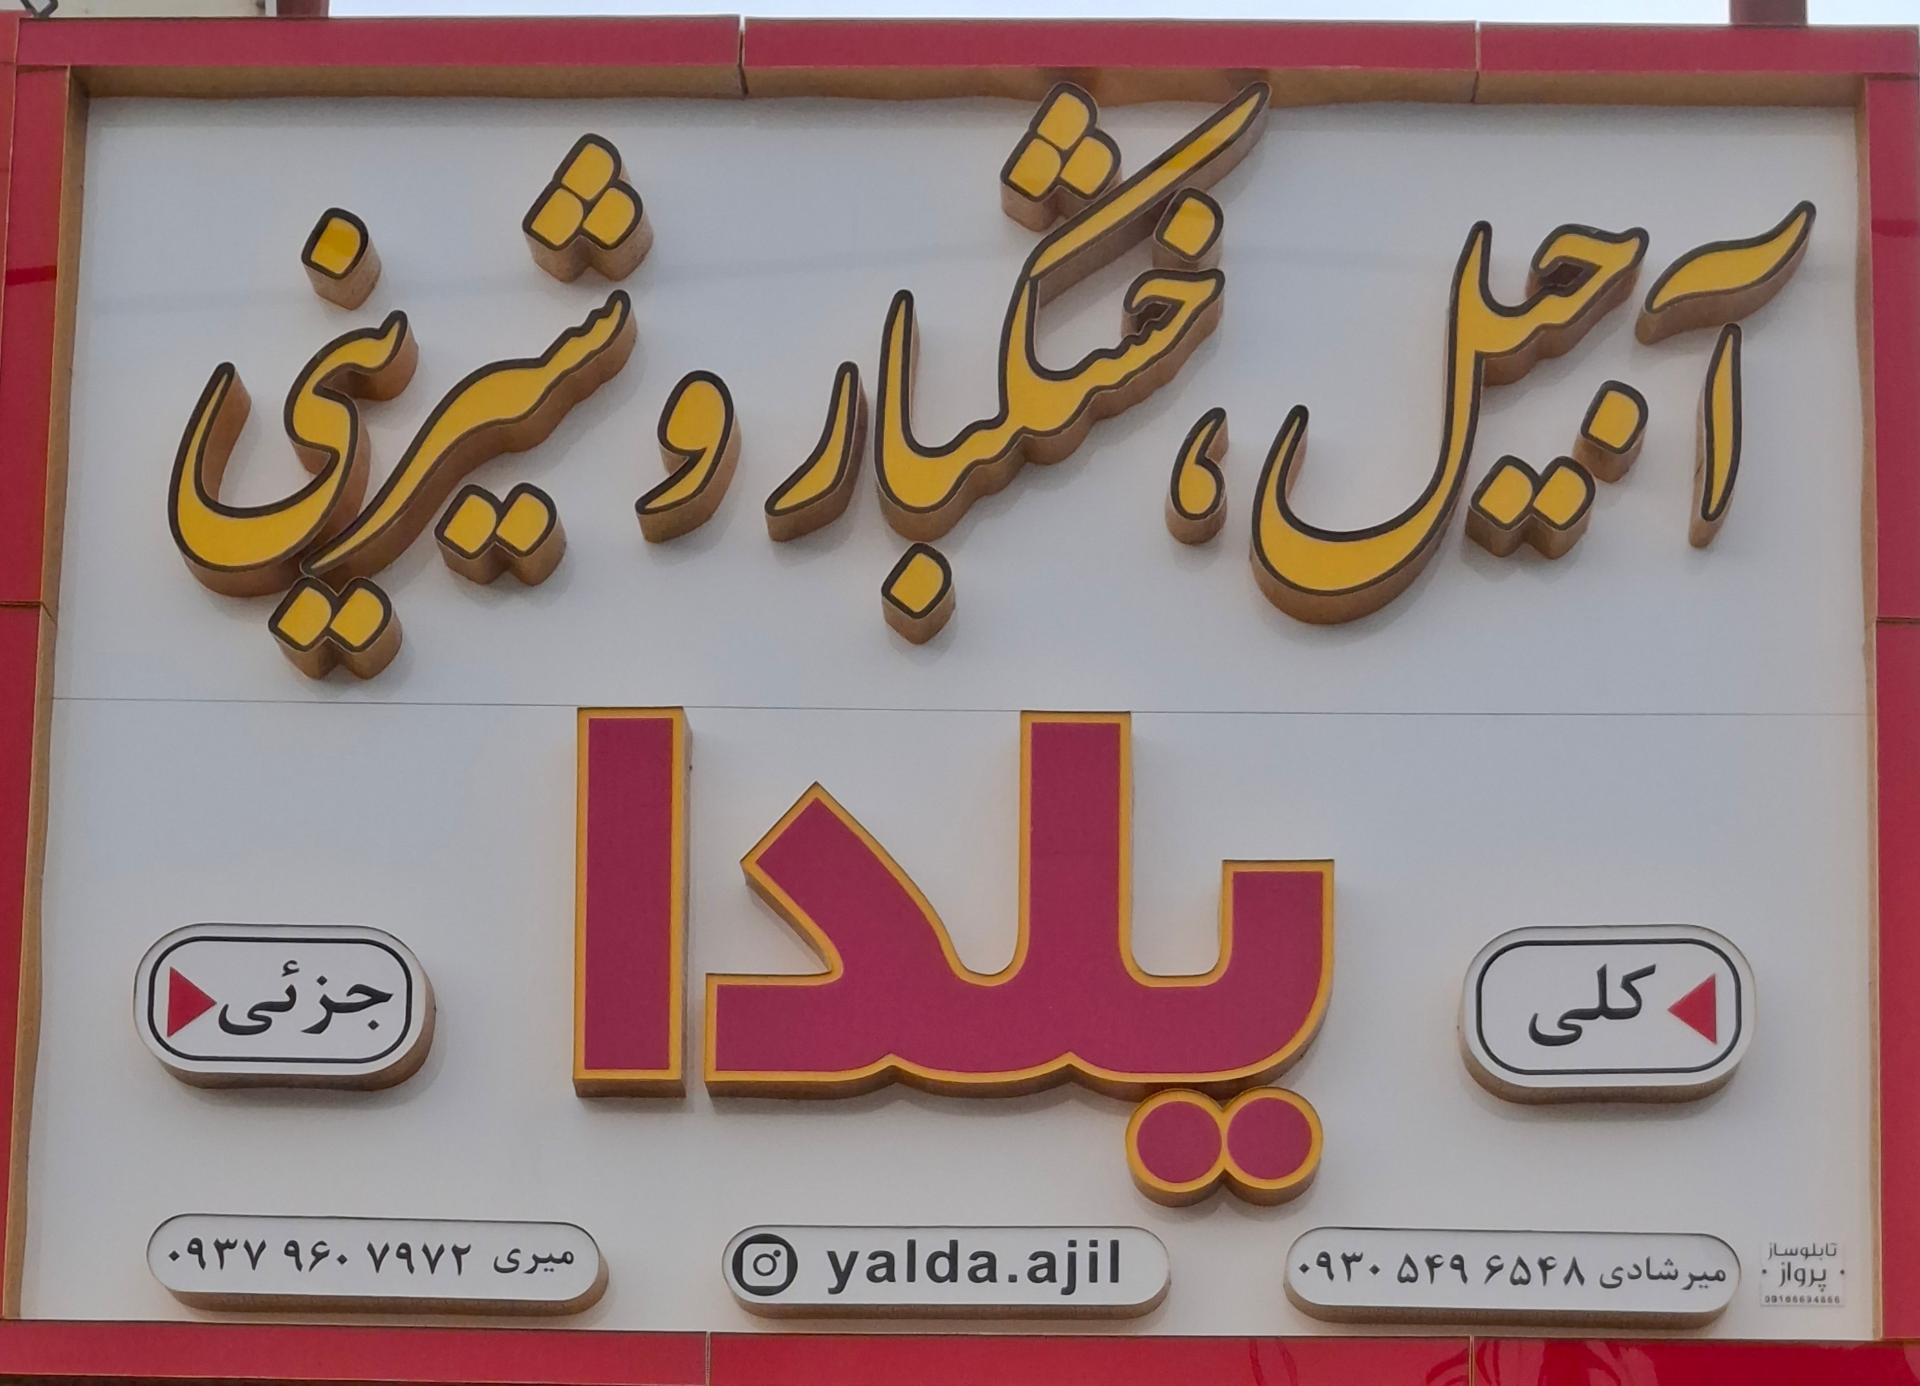 آجیل، خشکبار و شیرینی
یلدا
کلی
جزئی
میرشادی ۰۹۳۰ ۵۴۹ ۶۵۴۸
yalda.ajil
میری ۰۹۳۷ ۹۶۰ ۷۹۷۲
تابلوساز
پرواز